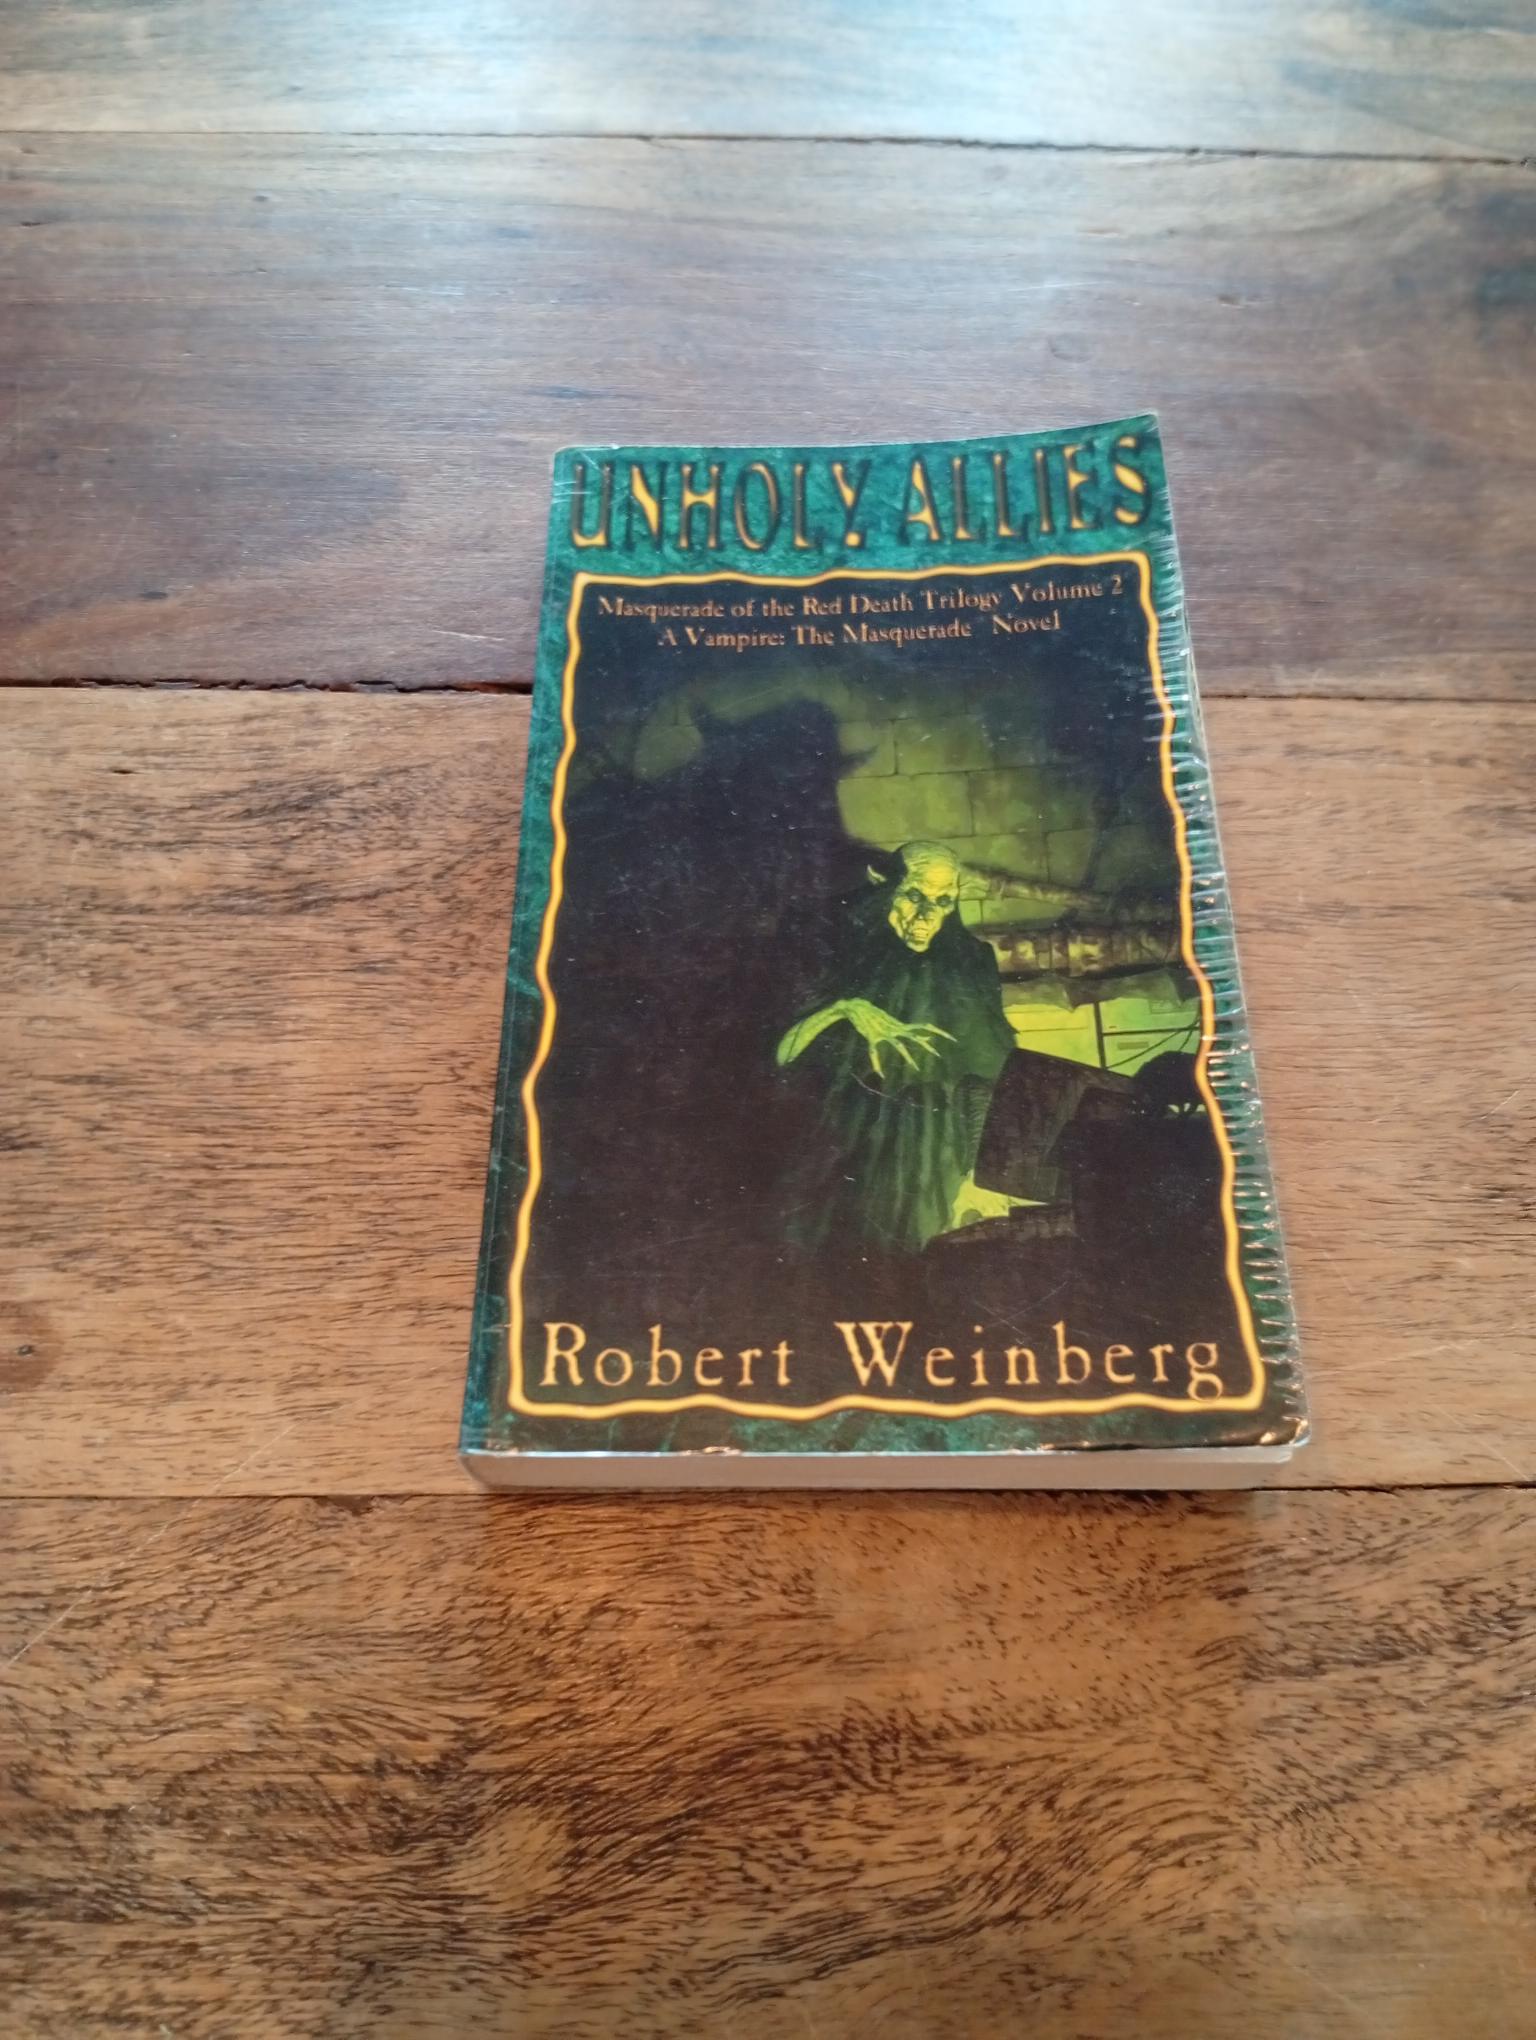 UNHOLY ALLIES
Masquerade of the Red Death Trilogy Volume 2
A Vampire: The Masquerade Novel
Robert Weinberg